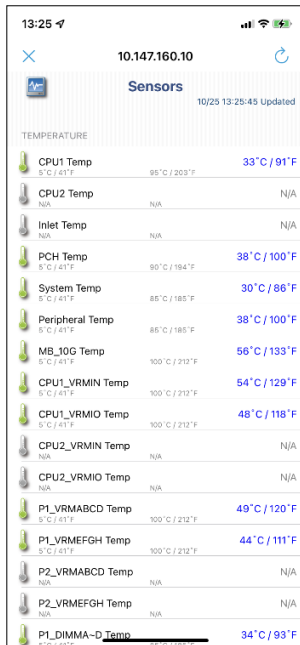 13:25
10.147.160.10
Sensors
10/25 13:25:45 Updated
TEMPERATURE
CPU1 Temp 33°C / 91°F
5°C / 41°F 95°C / 203°F
CPU2 Temp N/A
N/A N/A
Inlet Temp N/A
N/A N/A
PCH Temp 38°C / 100°F
5°C / 41°F 90°C / 194°F
System Temp 30°C / 86°F
5°C / 41°F 85°C / 185°F
Peripheral Temp 38°C / 100°F
5°C / 41°F 85°C / 185°F
MB_10G Temp 56°C / 133°F
5°C / 41°F 100°C / 212°F
CPU1_VRMIN Temp 54°C / 129°F
5°C / 41°F 100°C / 212°F
CPU1_VRMIO Temp 48°C / 118°F
5°C / 41°F 100°C / 212°F
CPU2_VRMIN Temp N/A
N/A N/A
CPU2_VRMIO Temp N/A
N/A N/A
P1_VRMABCD Temp 49°C / 120°F
5°C / 41°F 100°C / 212°F
P1_VRMEFGH Temp 44°C / 111°F
5°C / 41°F 100°C / 212°F
P2_VRMABCD Temp N/A
N/A N/A
P2_VRMEFGH Temp N/A
N/A N/A
P1_DIMMA~D Temp 34°C / 93°F